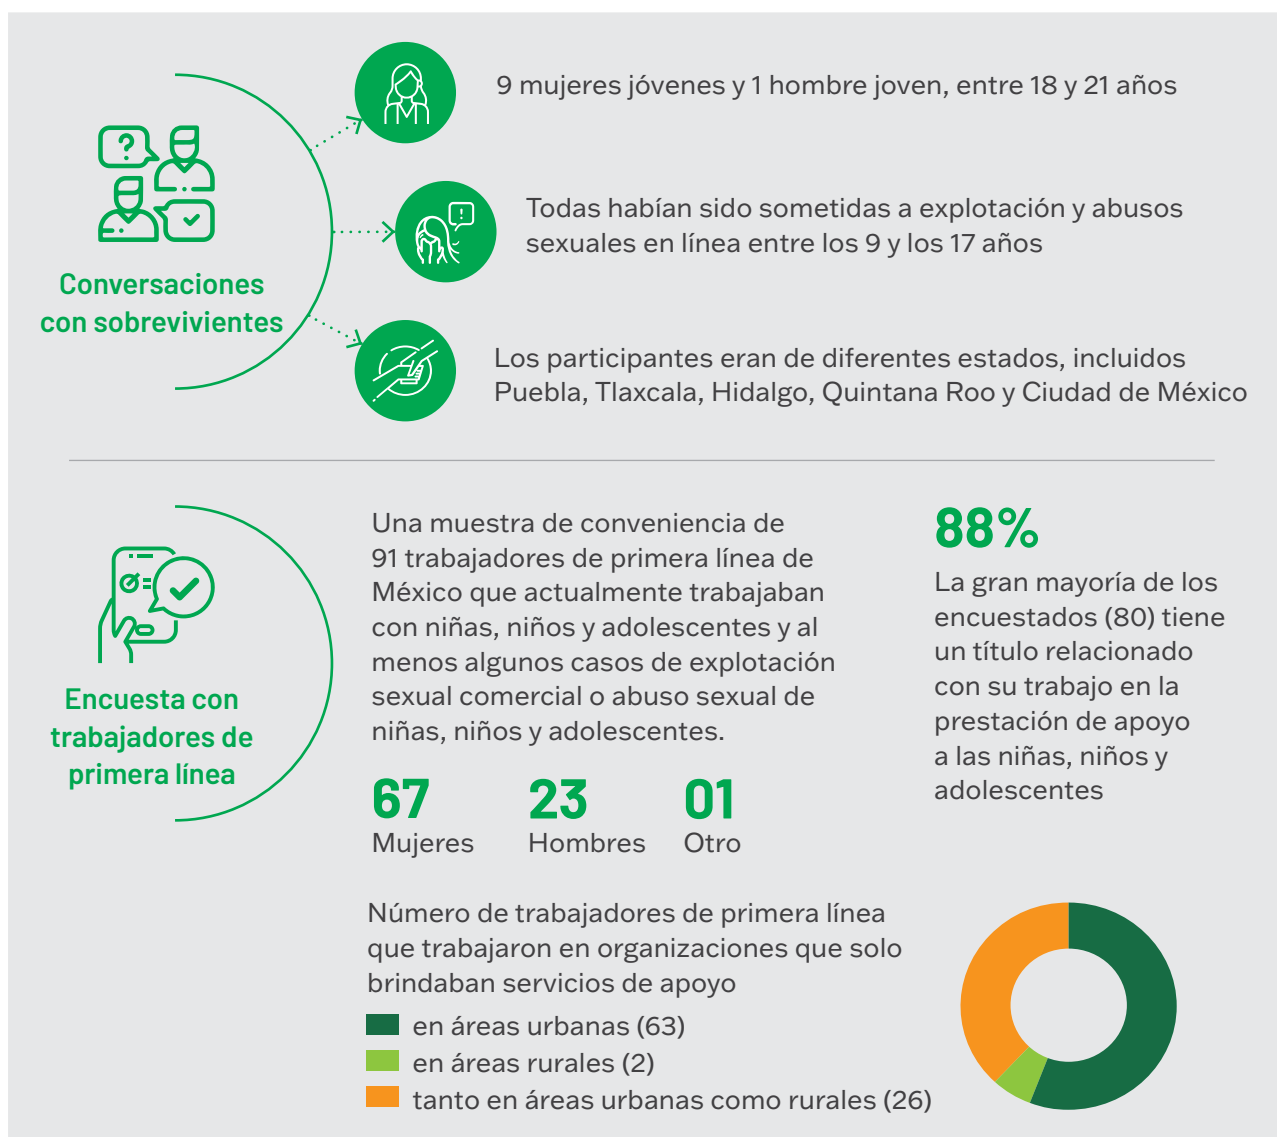 Conversaciones
con sobrevivientes
9 mujeres jóvenes y 1 hombre joven, entre 18 y 21 años
Todas habían sido sometidas a explotación y abusos
sexuales en línea entre los 9 y los 17 años
Los participantes eran de diferentes estados, incluidos
Puebla, Tlaxcala, Hidalgo, Quintana Roo y Ciudad de México
Encuesta con
trabajadores de
primera línea
Una muestra de conveniencia de
91 trabajadores de primera línea de
México que actualmente trabajaban
con niñas, niños y adolescentes y al
menos algunos casos de explotación
sexual comercial o abuso sexual de
niñas, niños y adolescentes.
67
Mujeres
23
Hombres
01
Otro
88%
La gran mayoría de los
encuestados (80) tiene
un título relacionado
con su trabajo en la
prestación de apoyo
a las niñas, niños y
adolescentes
Número de trabajadores de primera línea
que trabajaron en organizaciones que solo
brindaban servicios de apoyo
en áreas urbanas (63)
en áreas rurales (2)
tanto en áreas urbanas como rurales (26)